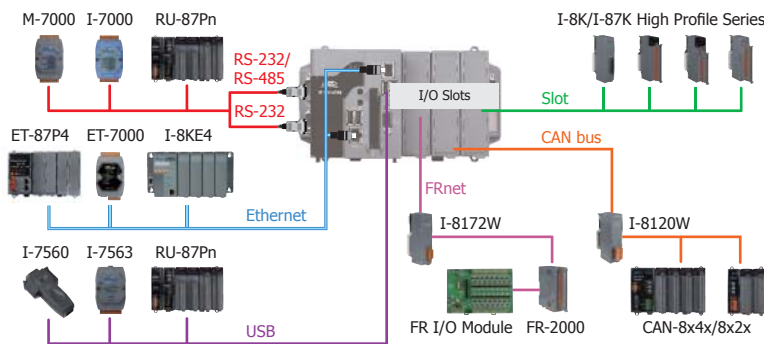 M-7000 I-7000 RU-87Pn
I-8K/I-87K High Profile Series
RS-232/
RS-485
I/O Slots
Slot
RS-232
ET-87P4 ET-7000 I-8KE4
CAN bus
FRnet
Ethernet
I-8172W
I-8120W
I-7560 I-7563 RU-87Pn
USB
FR I/O Module
FR-2000
CAN-8x4x/8x2x